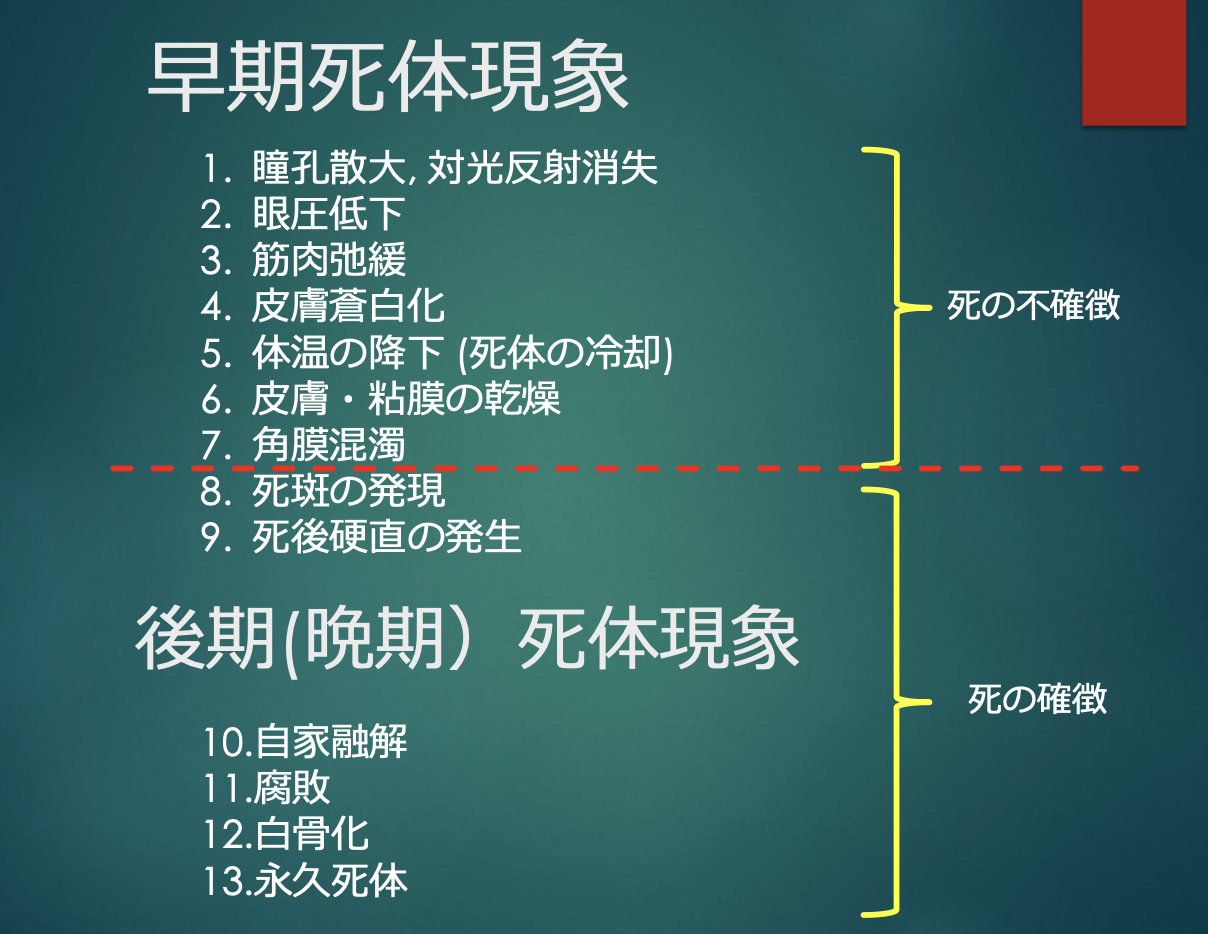 早期死体現象
1. 瞳孔散大, 対光反射消失
2. 眼圧低下
3. 筋肉弛緩
4. 皮膚蒼白化
5. 体温の降下 (死体の冷却)
6. 皮膚・粘膜の乾燥
7. 角膜混濁
死の不確徴
8. 死斑の発現
9. 死後硬直の発生
後期(晩期）死体現象
死の確徴
10.自家融解
11.腐敗
12.白骨化
13.永久死体